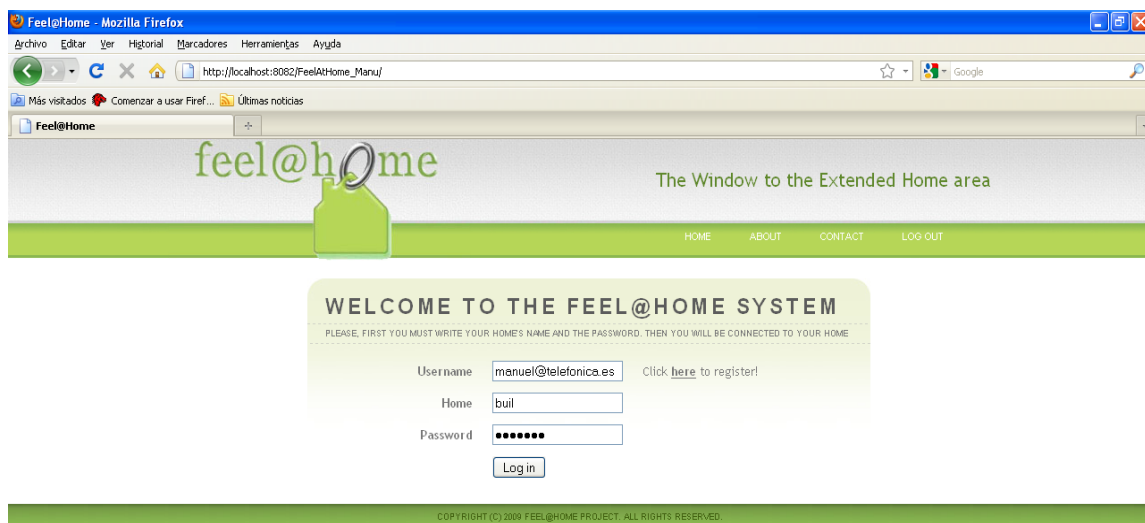 Feel@Home - Mozilla Firefox
Archivo Editar Ver Historial Marcadores Herramientas Ayuda
http://localhost:8082/FeelAtHome_Manu/
Google
Más visitados Comenzar a usar Firef... Últimas noticias
Feel@Home
feel@home
The Window to the Extended Home area
HOME ABOUT CONTACT LOG OUT
WELCOME TO THE FEEL@HOME SYSTEM
PLEASE, FIRST YOU MUST WRITE YOUR HOME'S NAME AND THE PASSWORD. THEN YOU WILL BE CONNECTED TO YOUR HOME
Username manuel@telefonica.es Click here to register!
Home buil
Password •••••••
Log in
COPYRIGHT (C) 2009 FEEL@HOME PROJECT. ALL RIGHTS RESERVED.